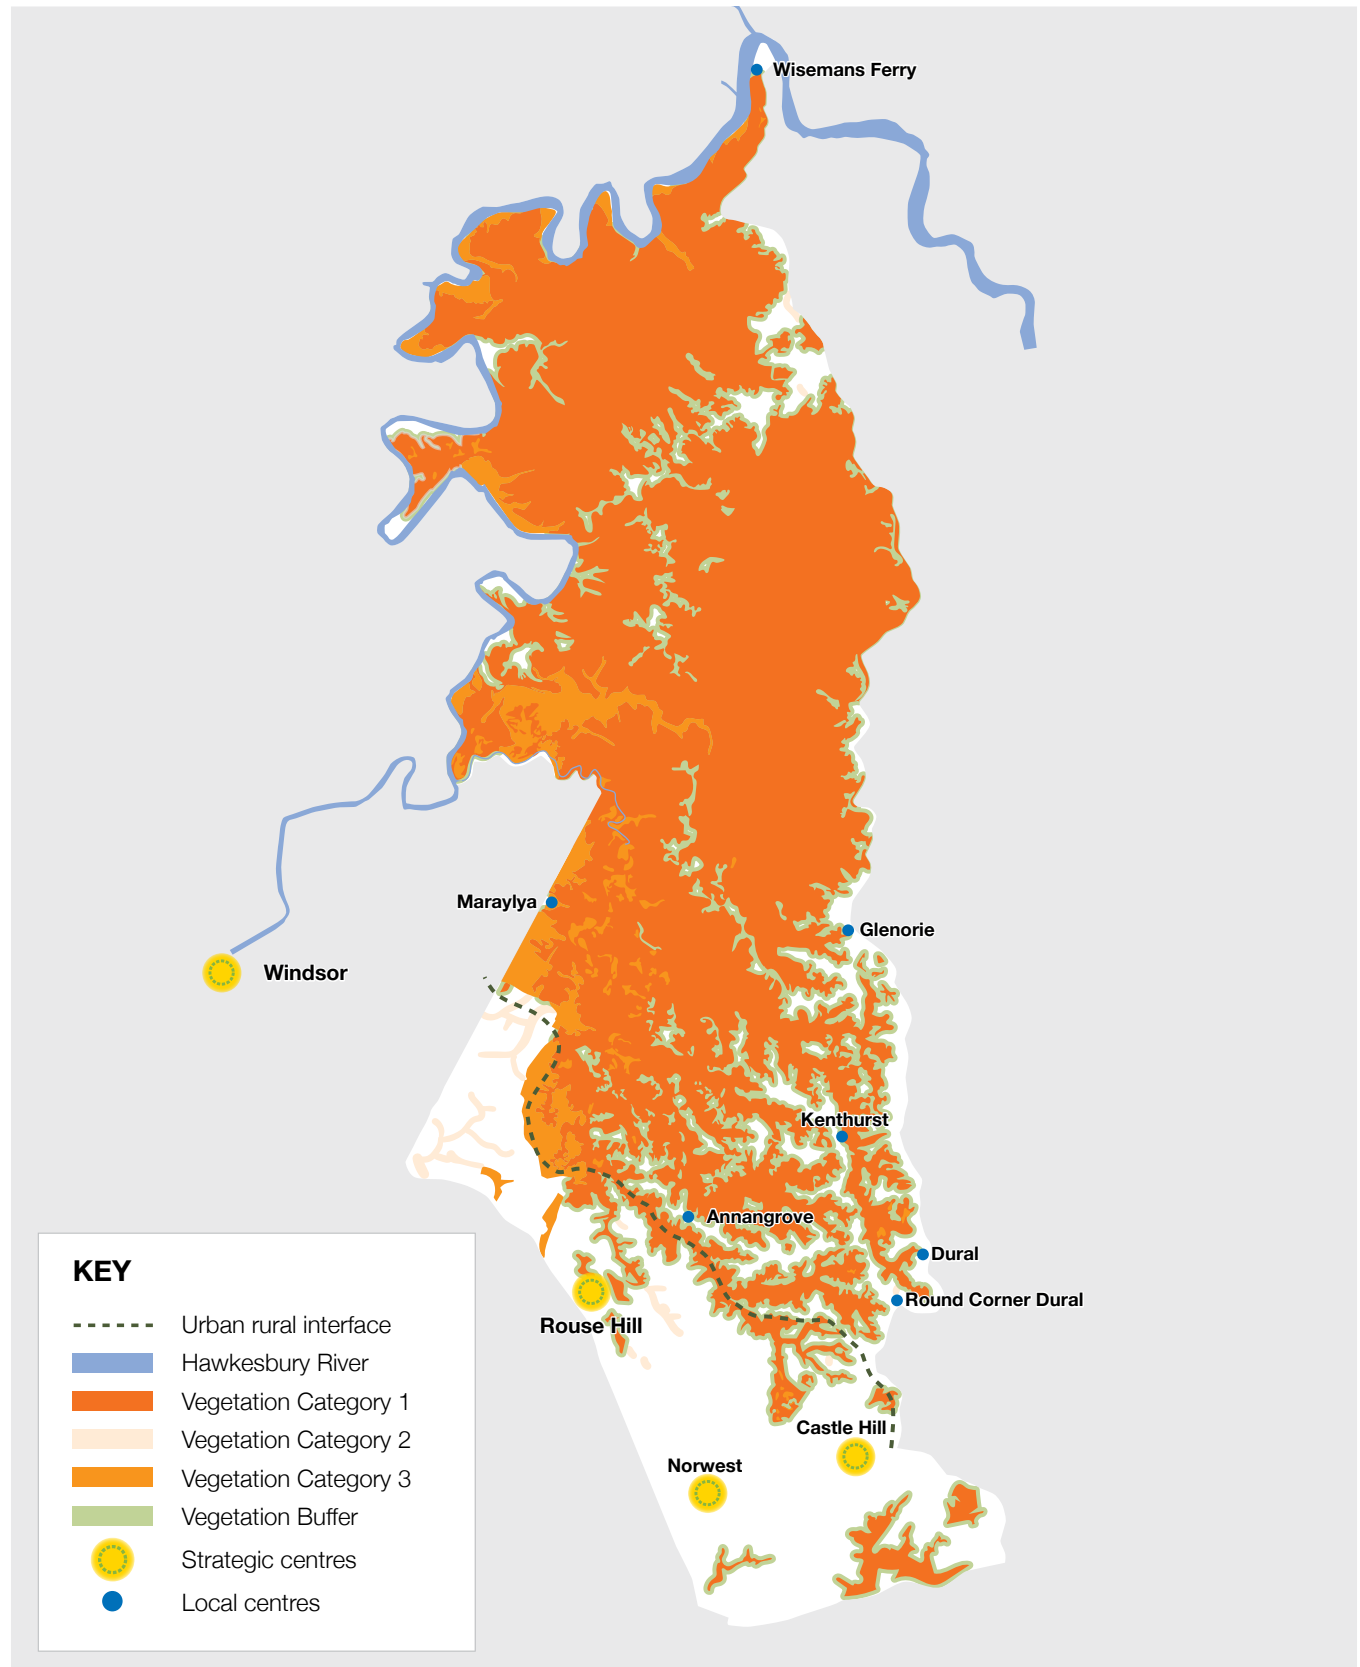 Wisemans Ferry
Maraylya
Glenorie
Windsor
Kenthurst
Annangrove
Dural
Round Corner Dural
Rouse Hill
Castle Hill
Norwest
KEY
Urban rural interface
Hawkesbury River
Vegetation Category 1
Vegetation Category 2
Vegetation Category 3
Vegetation Buffer
Strategic centres
Local centres